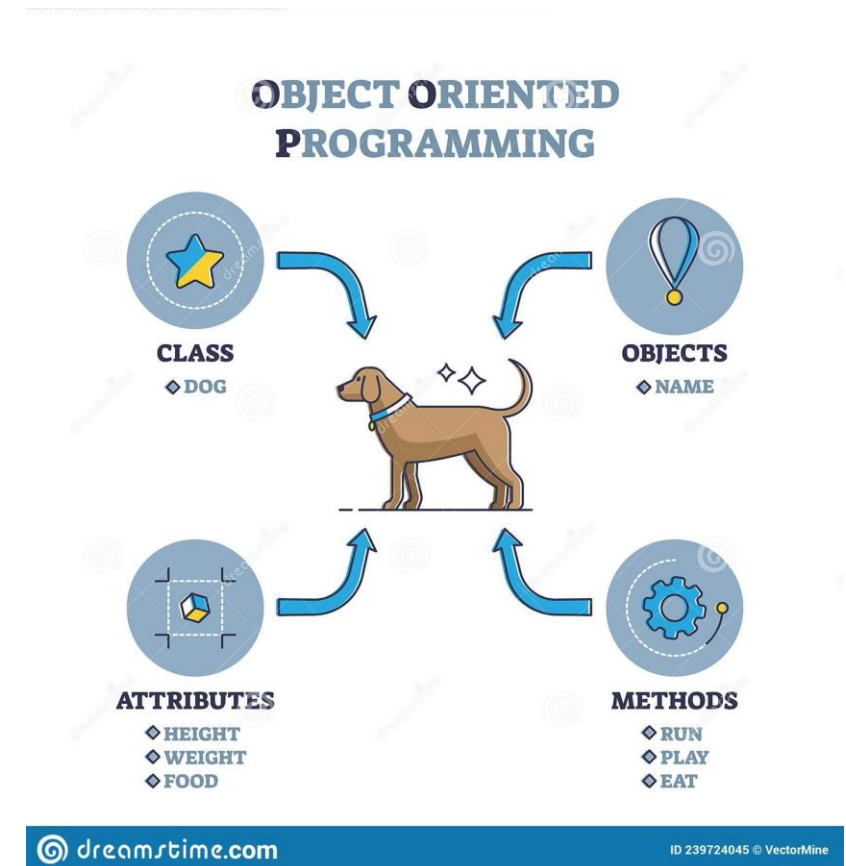 OBJECT ORIENTED
PROGRAMMING
CLASS
DOG
OBJECTS
NAME
ATTRIBUTES
HEIGHT
WEIGHT
FOOD
METHODS
RUN
PLAY
EAT
dreamstime.com
ID 239724045 © VectorMine